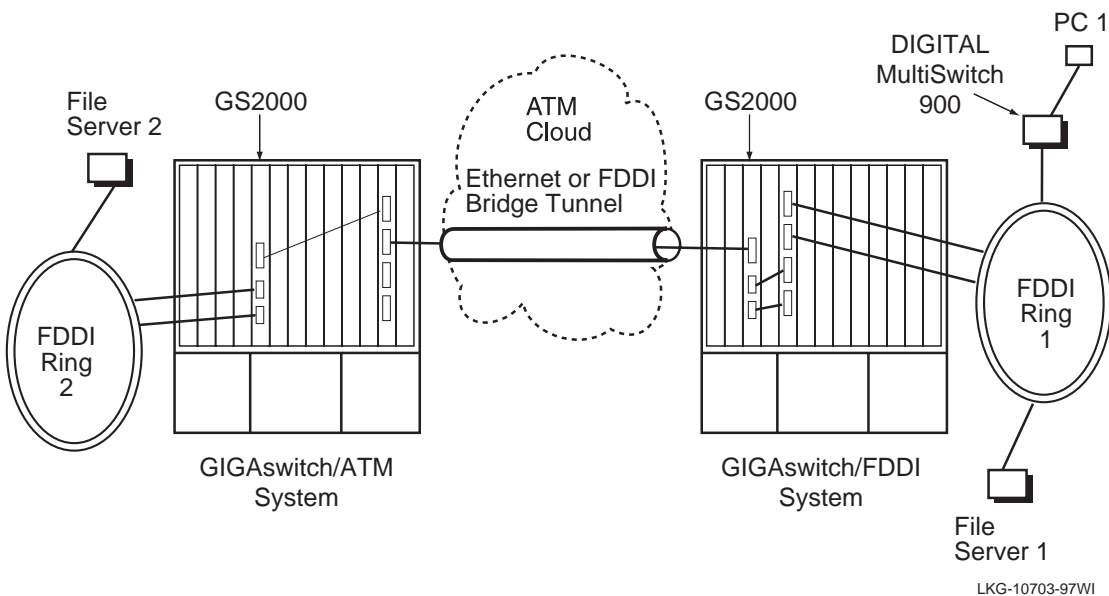 PC 1
DIGITAL
MultiSwitch
900
File
Server 2
GS2000
ATM
Cloud
GS2000
Ethernet or FDDI
Bridge Tunnel
FDDI
Ring
2
FDDI
Ring
1
GIGAswitch/ATM
System
GIGAswitch/FDDI
System
File
Server 1
LKG-10703-97WI